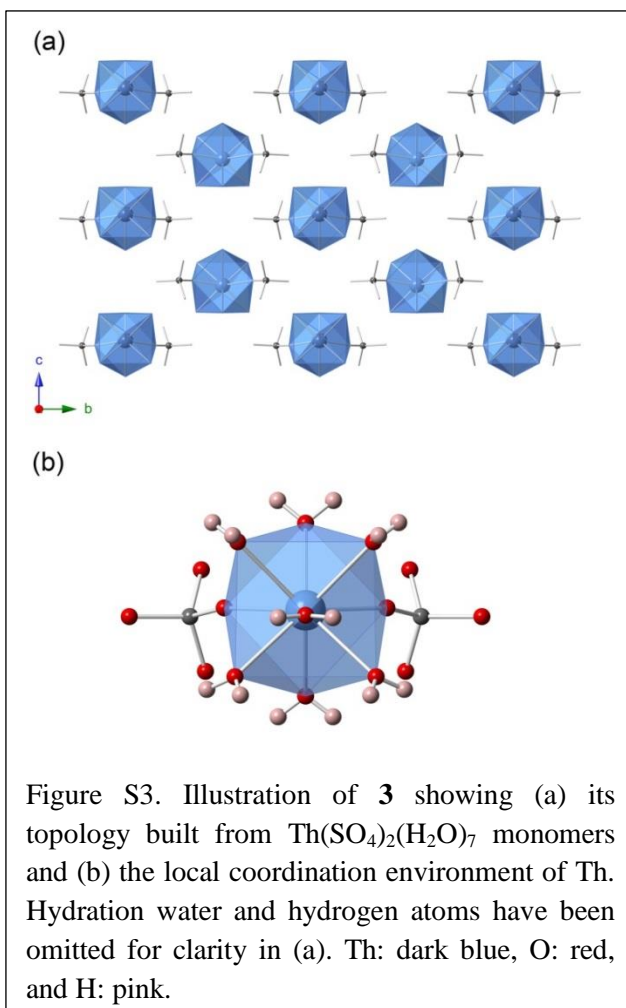 (a)
c
b
(b)
Figure S3. Illustration of 3 showing (a) its
topology built from Th(SO₄)₂(H₂O)₇ monomers
and (b) the local coordination environment of Th.
Hydration water and hydrogen atoms have been
omitted for clarity in (a). Th: dark blue, O: red,
and H: pink.